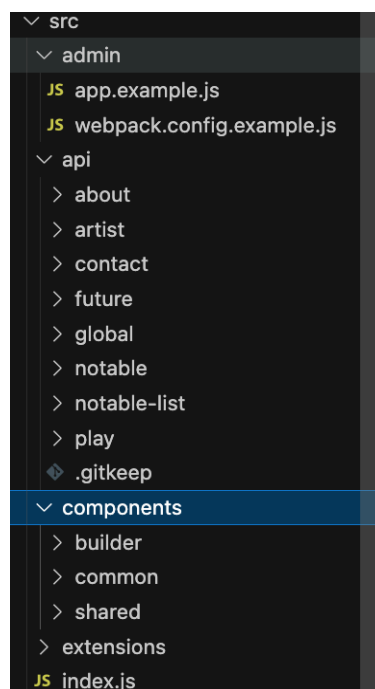 src
admin
JS app.example.js
JS webpack.config.example.js
api
about
artist
contact
future
global
notable
notable-list
play
.gitkeep
components
builder
common
shared
extensions
JS index.js